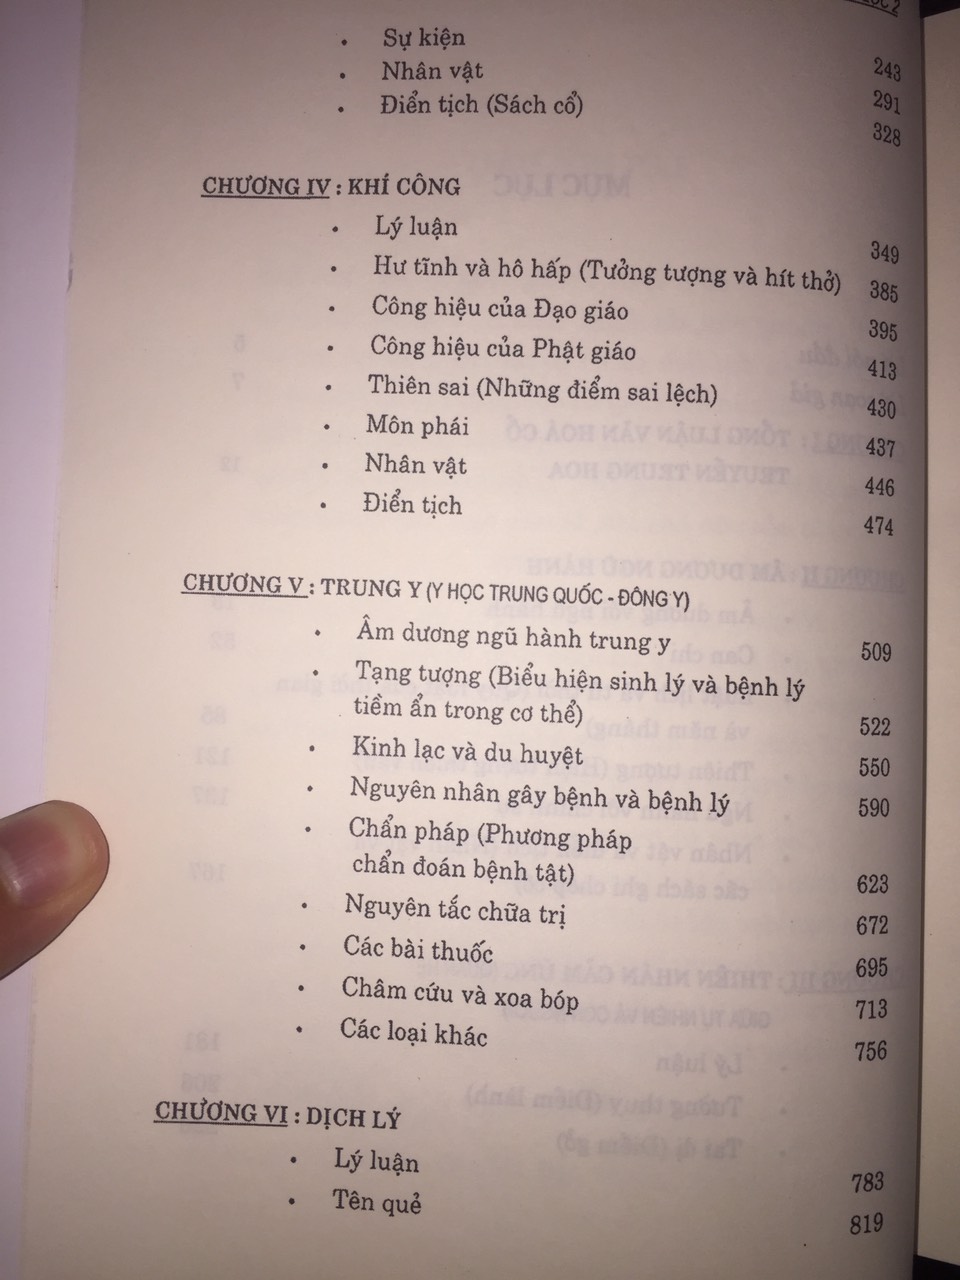 • Sự kiện 243
• Nhân vật 291
• Điển tịch (Sách cổ) 328
CHƯƠNG IV : KHÍ CÔNG
• Lý luận 349
• Hư tĩnh và hô hấp (Tưởng tượng và hít thở) 385
• Công hiệu của Đạo giáo 395
• Công hiệu của Phật giáo 413
• Thiên sai (Những điểm sai lệch) 430
• Môn phái 437
• Nhân vật 446
• Điển tịch 474
CHƯƠNG V : TRUNG Y (Y HỌC TRUNG QUỐC - ĐÔNG Y)
• Âm dương ngũ hành trung y 509
• Tạng tượng (Biểu hiện sinh lý và bệnh lý
tiềm ẩn trong cơ thể) 522
• Kinh lạc và du huyệt 550
• Nguyên nhân gây bệnh và bệnh lý 590
• Chẩn pháp (Phương pháp
chẩn đoán bệnh tật) 623
• Nguyên tắc chữa trị 672
• Các bài thuốc 695
• Châm cứu và xoa bóp 713
• Các loại khác 756
CHƯƠNG VI : DỊCH LÝ
• Lý luận 783
• Tên quẻ 819